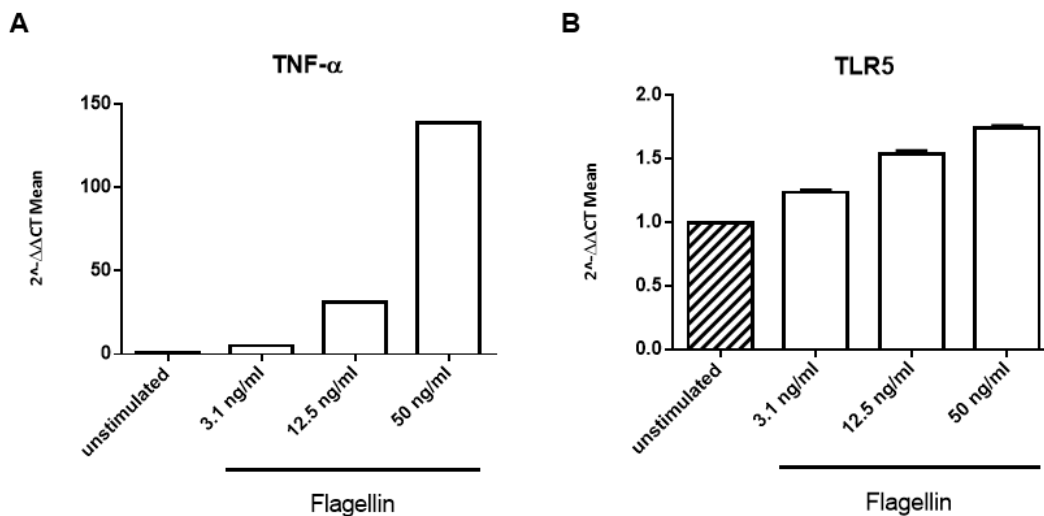 A
TNF-α
2^-ΔΔCT Mean
150
100
50
0
unstimulated
3.1 ng/ml
12.5 ng/ml
50 ng/ml
Flagellin
B
TLR5
2^-ΔΔCT Mean
2.0
1.5
1.0
0.5
0.0
unstimulated
3.1 ng/ml
12.5 ng/ml
50 ng/ml
Flagellin